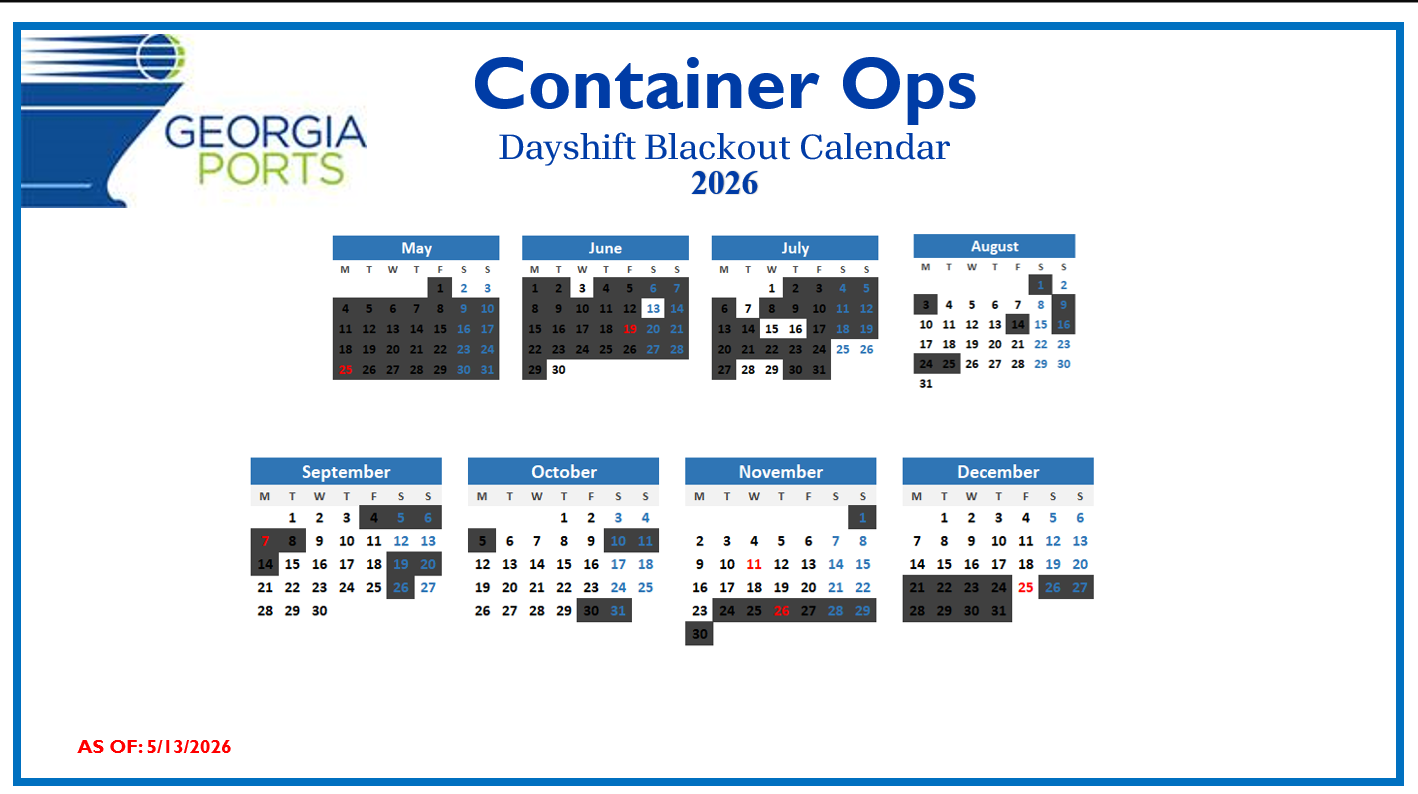 GEORGIA
PORTS
Container Ops
Dayshift Blackout Calendar
2026
May
M T W T F S S
1 2 3
4 5 6 7 8 9 10
11 12 13 14 15 16 17
18 19 20 21 22 23 24
25 26 27 28 29 30 31
June
M T W T F S S
1 2 3 4 5 6 7
8 9 10 11 12 13 14
15 16 17 18 19 20 21
22 23 24 25 26 27 28
29 30
July
M T W T F S S
1 2 3 4 5
6 7 8 9 10 11 12
13 14 15 16 17 18 19
20 21 22 23 24 25 26
27 28 29 30 31
August
M T W T F S S
1 2
3 4 5 6 7 8 9
10 11 12 13 14 15 16
17 18 19 20 21 22 23
24 25 26 27 28 29 30
31
September
M T W T F S S
1 2 3 4 5 6
7 8 9 10 11 12 13
14 15 16 17 18 19 20
21 22 23 24 25 26 27
28 29 30
October
M T W T F S S
1 2 3 4
5 6 7 8 9 10 11
12 13 14 15 16 17 18
19 20 21 22 23 24 25
26 27 28 29 30 31
November
M T W T F S S
1
2 3 4 5 6 7 8
9 10 11 12 13 14 15
16 17 18 19 20 21 22
23 24 25 26 27 28 29
30
December
M T W T F S S
1 2 3 4 5 6
7 8 9 10 11 12 13
14 15 16 17 18 19 20
21 22 23 24 25 26 27
28 29 30 31
AS OF: 5/13/2026